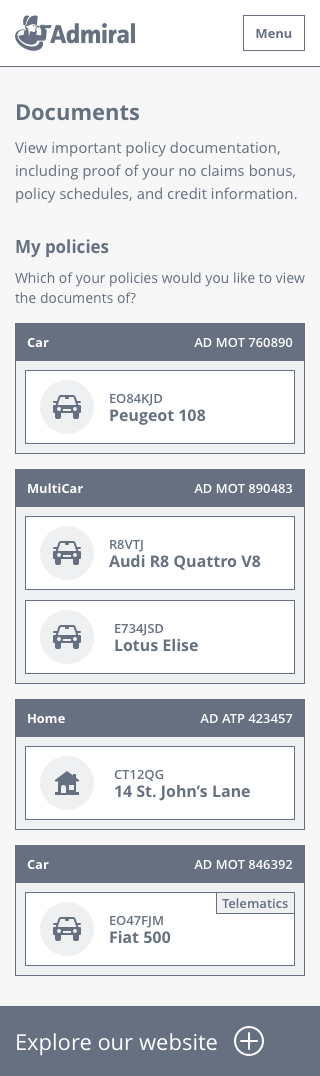 Admiral
Menu
Documents
View important policy documentation,
including proof of your no claims bonus,
policy schedules, and credit information.
My policies
Which of your policies would you like to view
the documents of?
Car AD MOT 760890
EO84KJD
Peugeot 108
MultiCar AD MOT 890483
R8VTJ
Audi R8 Quattro V8
E734JSD
Lotus Elise
Home AD ATP 423457
CT12QG
14 St. John’s Lane
Car AD MOT 846392
Telematics
EO47FJM
Fiat 500
Explore our website